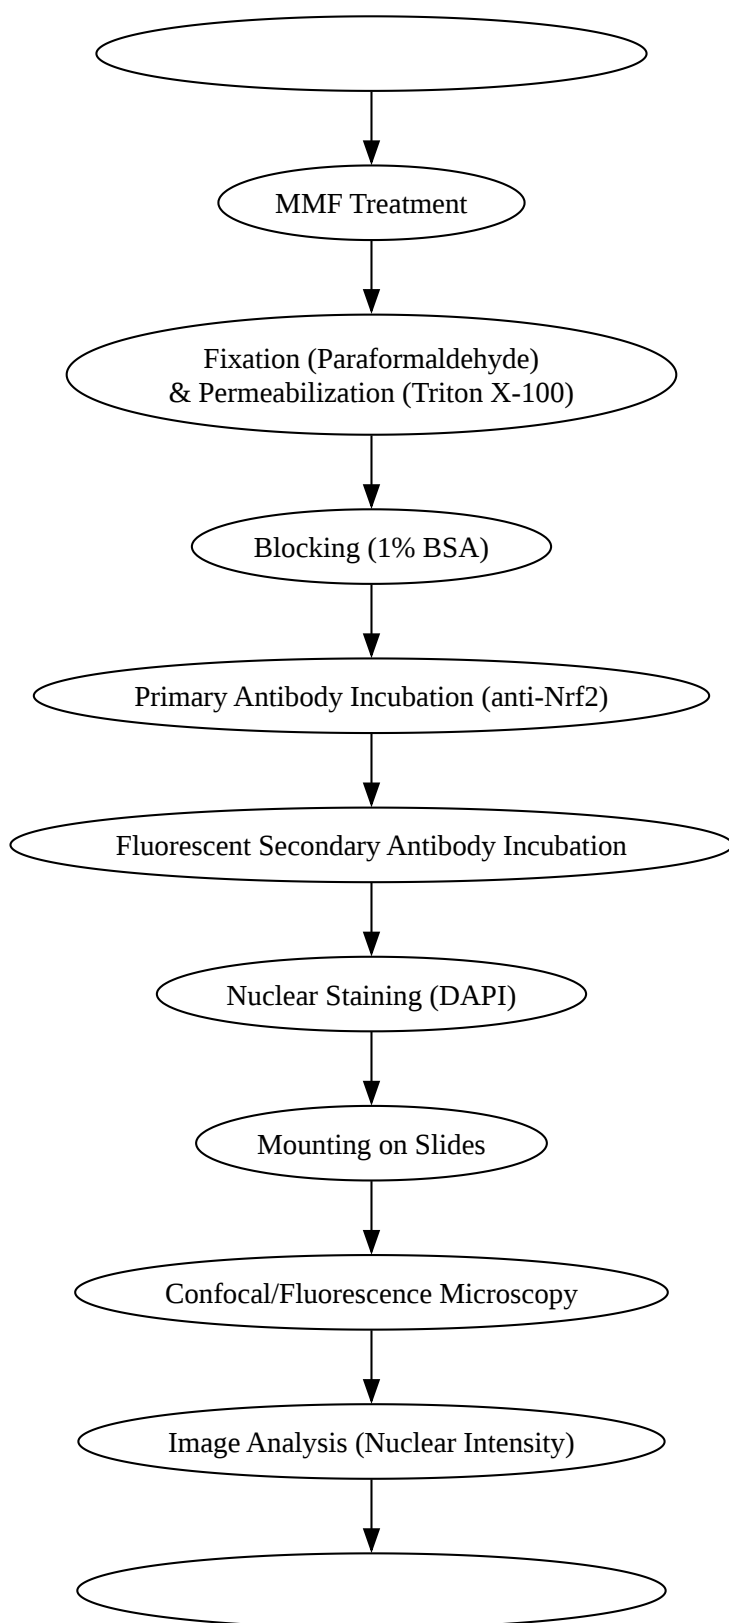 MMF Treatment
Fixation (Paraformaldehyde)
& Permeabilization (Triton X-100)
Blocking (1% BSA)
Primary Antibody Incubation (anti-Nrf2)
Fluorescent Secondary Antibody Incubation
Nuclear Staining (DAPI)
Mounting on Slides
Confocal/Fluorescence Microscopy
Image Analysis (Nuclear Intensity)